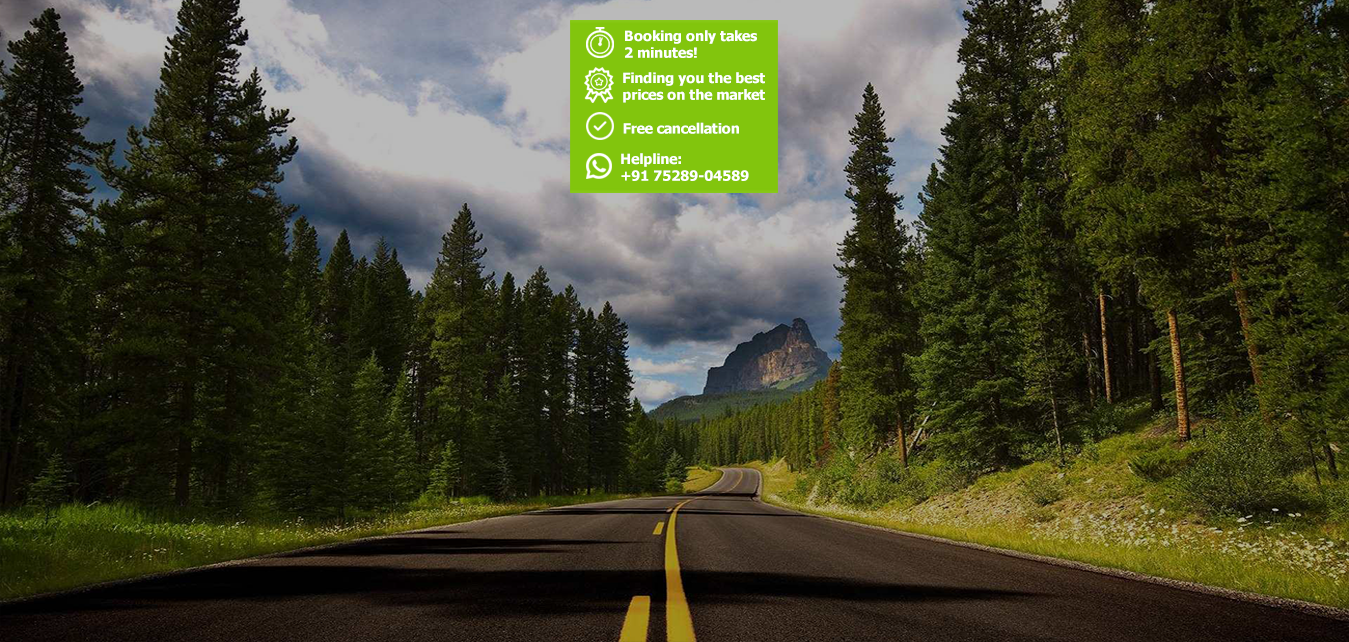 Booking only takes
2 minutes!
Finding you the best
prices on the market
Free cancellation
Helpline:
+91 75289-04589